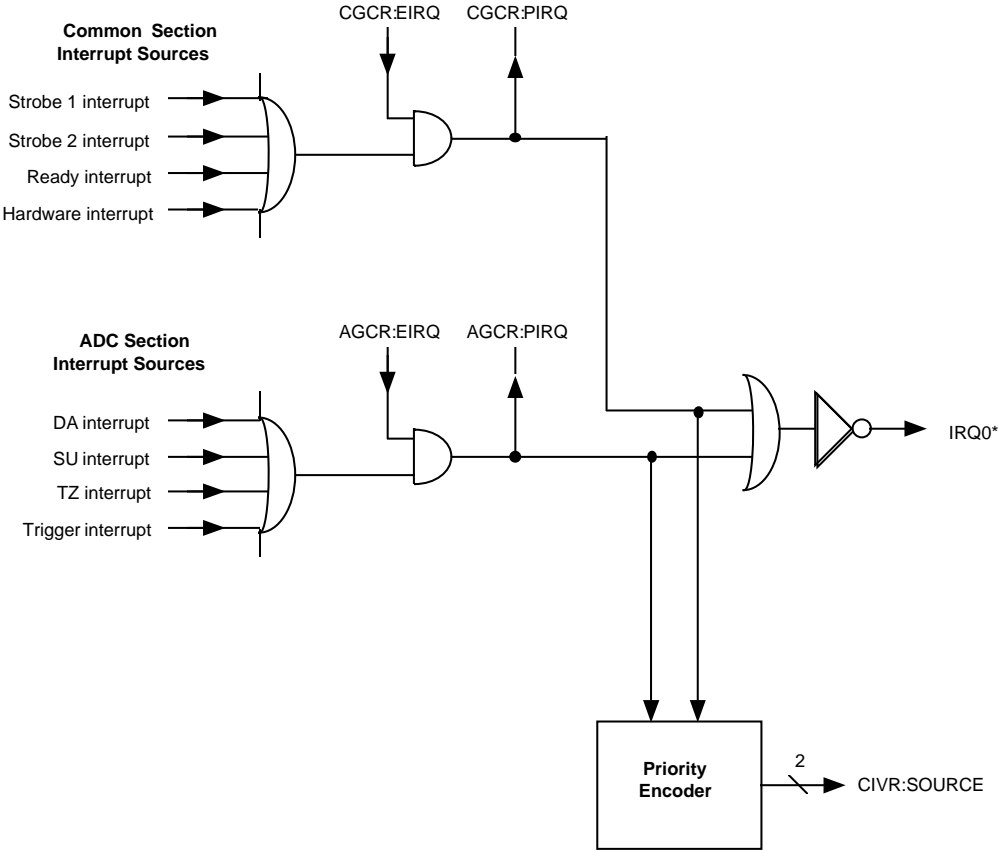 CGCR:EIRQ
CGCR:PIRQ
Common Section
Interrupt Sources
Strobe 1 interrupt
Strobe 2 interrupt
Ready interrupt
Hardware interrupt
AGCR:EIRQ
AGCR:PIRQ
ADC Section
Interrupt Sources
DA interrupt
SU interrupt
TZ interrupt
Trigger interrupt
IRQ0*
Priority
Encoder
2
CIVR:SOURCE